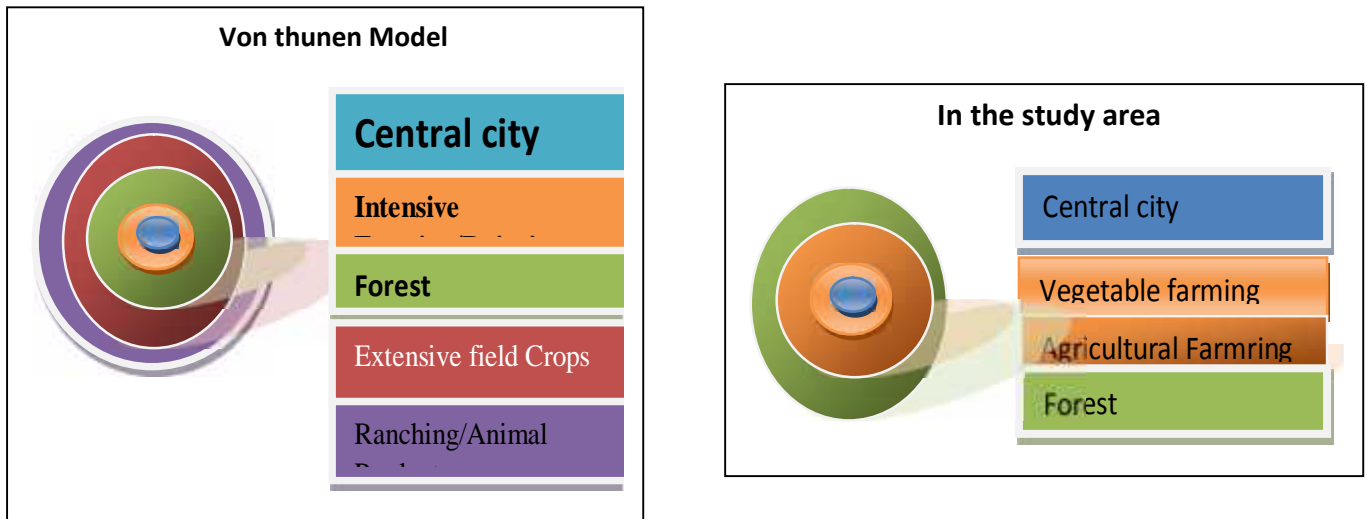 Von thunen Model
Central city
Intensive
Forest
Extensive field Crops
Ranching/Animal
In the study area
Central city
Vegetable farming
Agricultural Farmring
Forest